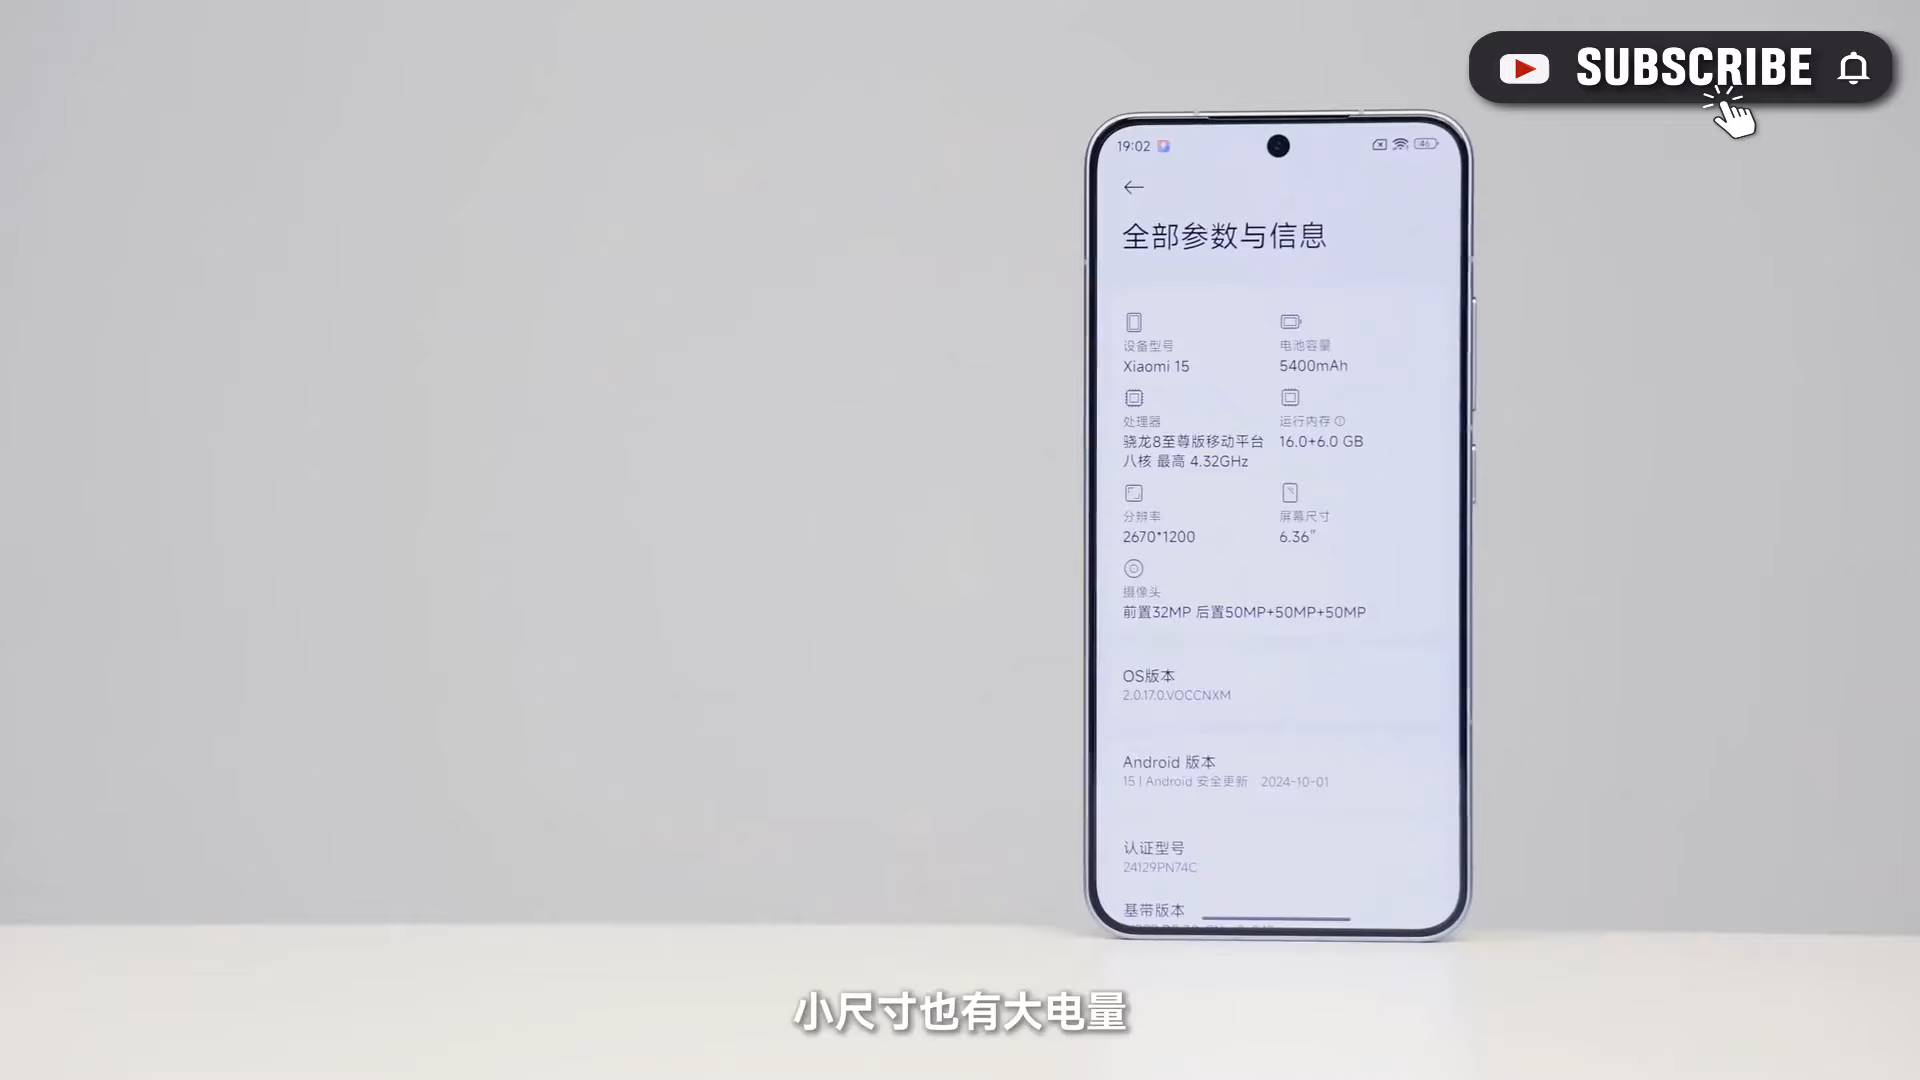 SUBSCRIBE
19:02
46
全部参数与信息
设备型号
Xiaomi 15
电池容量
5400mAh
处理器
骁龙8至尊版移动平台
八核 最高 4.32GHz
运行内存
16.0+6.0 GB
分辨率
2670*1200
屏幕尺寸
6.36"
摄像头
前置32MP 后置50MP+50MP+50MP
OS版本
2.0.17.0.VOCCNXM
Android 版本
15 | Android 安全更新 2024-10-01
认证型号
24129PN74C
基带版本
小尺寸也有大电量